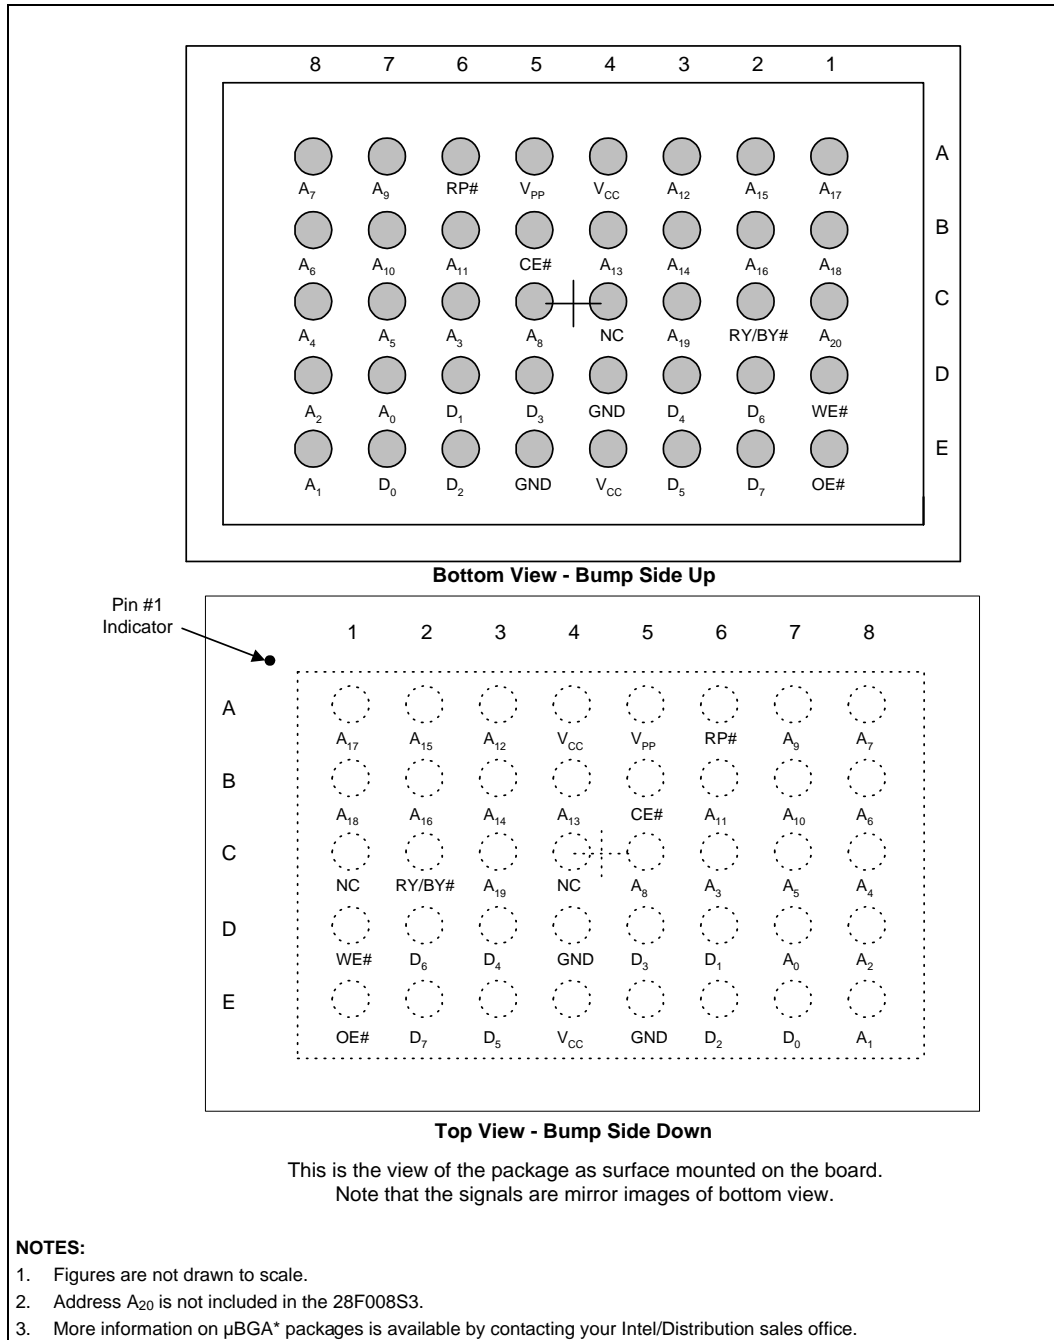 8 7 6 5 4 3 2 1
A
A7 A9 RP# VPP VCC A12 A15 A17
B
A6 A10 A11 CE# A13 A14 A16 A18
C
A4 A5 A3 A8 NC A19 RY/BY# A20
D
A2 A0 D1 D3 GND D4 D6 WE#
E
A1 D0 D2 GND VCC D5 D7 OE#
Bottom View - Bump Side Up
Pin #1
Indicator
1 2 3 4 5 6 7 8
A
A17 A15 A12 VCC VPP RP# A9 A7
B
A18 A16 A14 A13 CE# A11 A10 A6
C
NC RY/BY# A19 NC A8 A3 A5 A4
D
WE# D6 D4 GND D3 D1 A0 A2
E
OE# D7 D5 VCC GND D2 D0 A1
Top View - Bump Side Down
This is the view of the package as surface mounted on the board.
Note that the signals are mirror images of bottom view.
NOTES:
1. Figures are not drawn to scale.
2. Address A20 is not included in the 28F008S3.
3. More information on µBGA* packages is available by contacting your Intel/Distribution sales office.